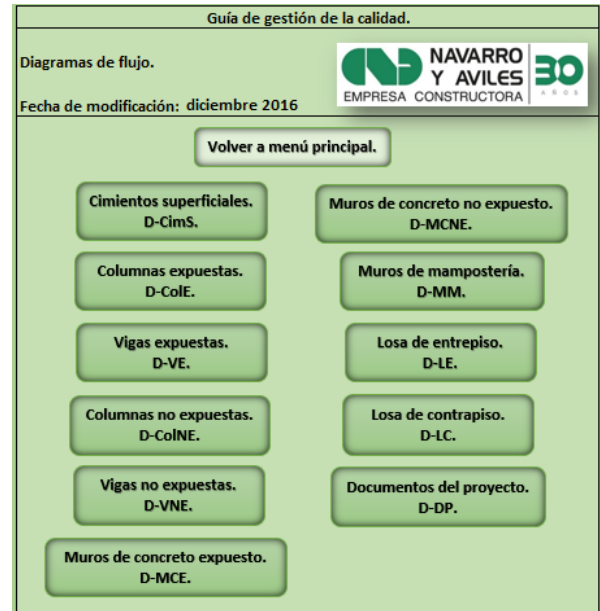 Guía de gestión de la calidad.
Diagramas de flujo.
NAVARRO
Y AVILES
EMPRESA CONSTRUCTORA
30
AÑOS
Fecha de modificación: diciembre 2016
Volver a menú principal.
Cimientos superficiales.
D-CimS.
Columnas expuestas.
D-ColE.
Vigas expuestas.
D-VE.
Columnas no expuestas.
D-ColNE.
Vigas no expuestas.
D-VNE.
Muros de concreto expuesto.
D-MCE.
Muros de concreto no expuesto.
D-MCNE.
Muros de mampostería.
D-MM.
Losa de entrepiso.
D-LE.
Losa de contrapiso.
D-LC.
Documentos del proyecto.
D-DP.